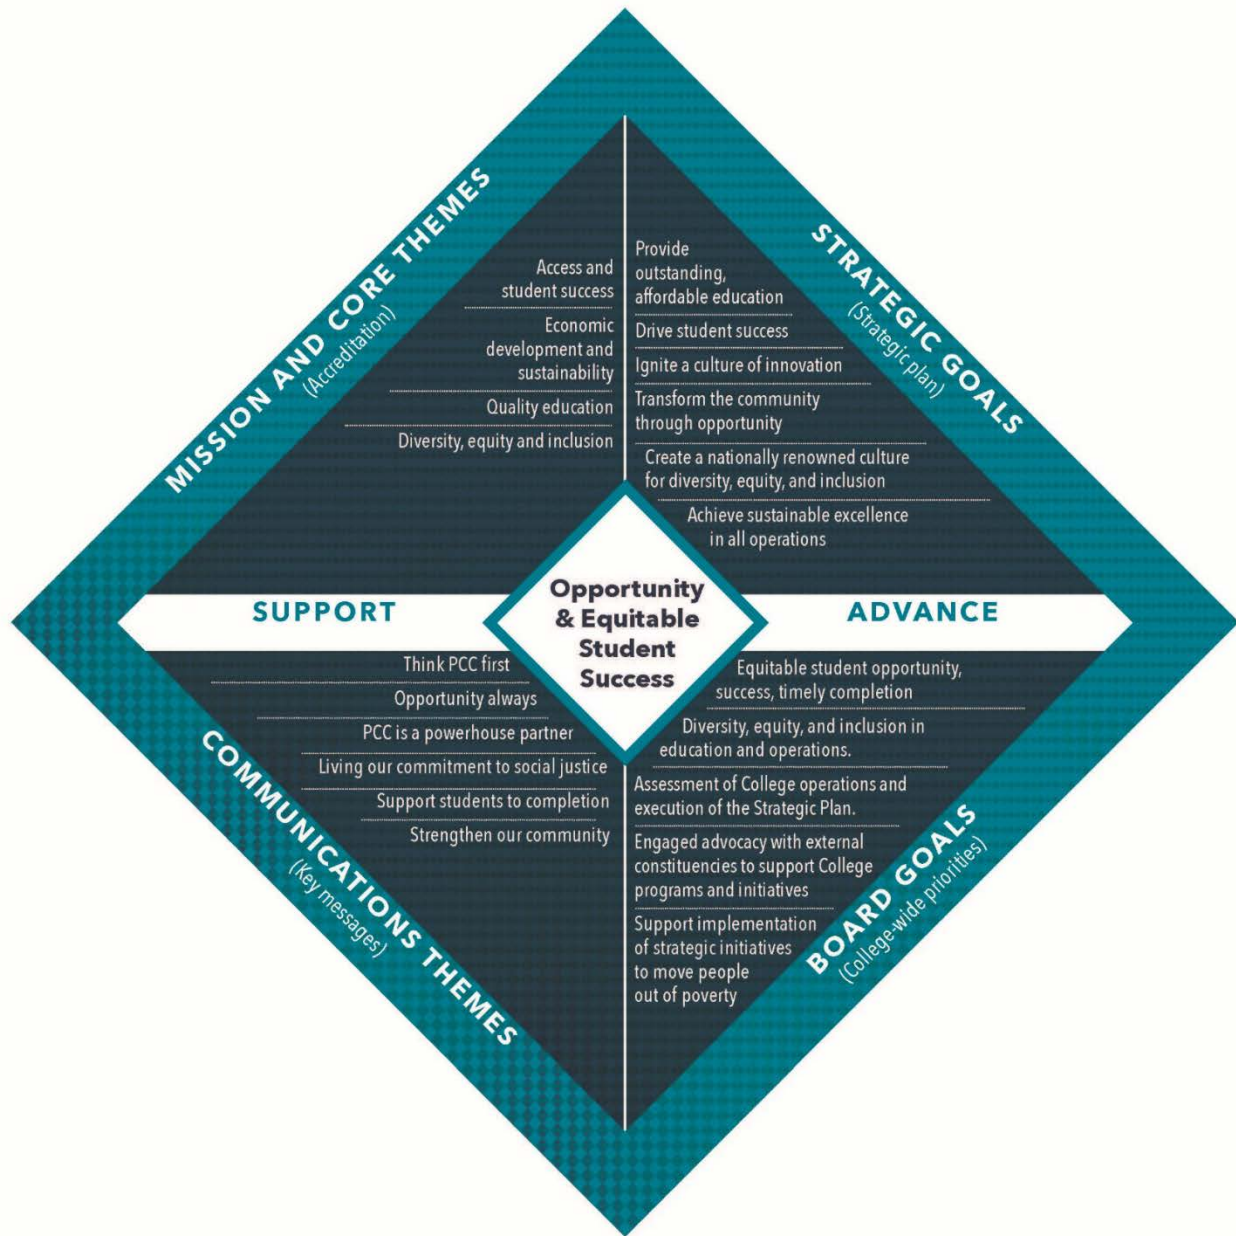 MISSION AND CORE THEMES
(Accreditation)
Access and
student success
Economic
development and
sustainability
Quality education
Diversity, equity and inclusion
STRATEGIC GOALS
(Strategic plan)
Provide
outstanding,
affordable education
Drive student success
Ignite a culture of innovation
Transform the community
through opportunity
Create a nationally renowned culture
for diversity, equity, and inclusion
Achieve sustainable excellence
in all operations
SUPPORT
Opportunity
& Equitable
Student
Success
ADVANCE
COMMUNICATIONS THEMES
(Key messages)
Think PCC first
Opportunity always
PCC is a powerhouse partner
Living our commitment to social justice
Support students to completion
Strengthen our community
BOARD GOALS
(College-wide priorities)
Equitable student opportunity,
success, timely completion
Diversity, equity, and inclusion in
education and operations.
Assessment of College operations and
execution of the Strategic Plan.
Engaged advocacy with external
constituencies to support College
programs and initiatives
Support implementation
of strategic initiatives
to move people
out of poverty